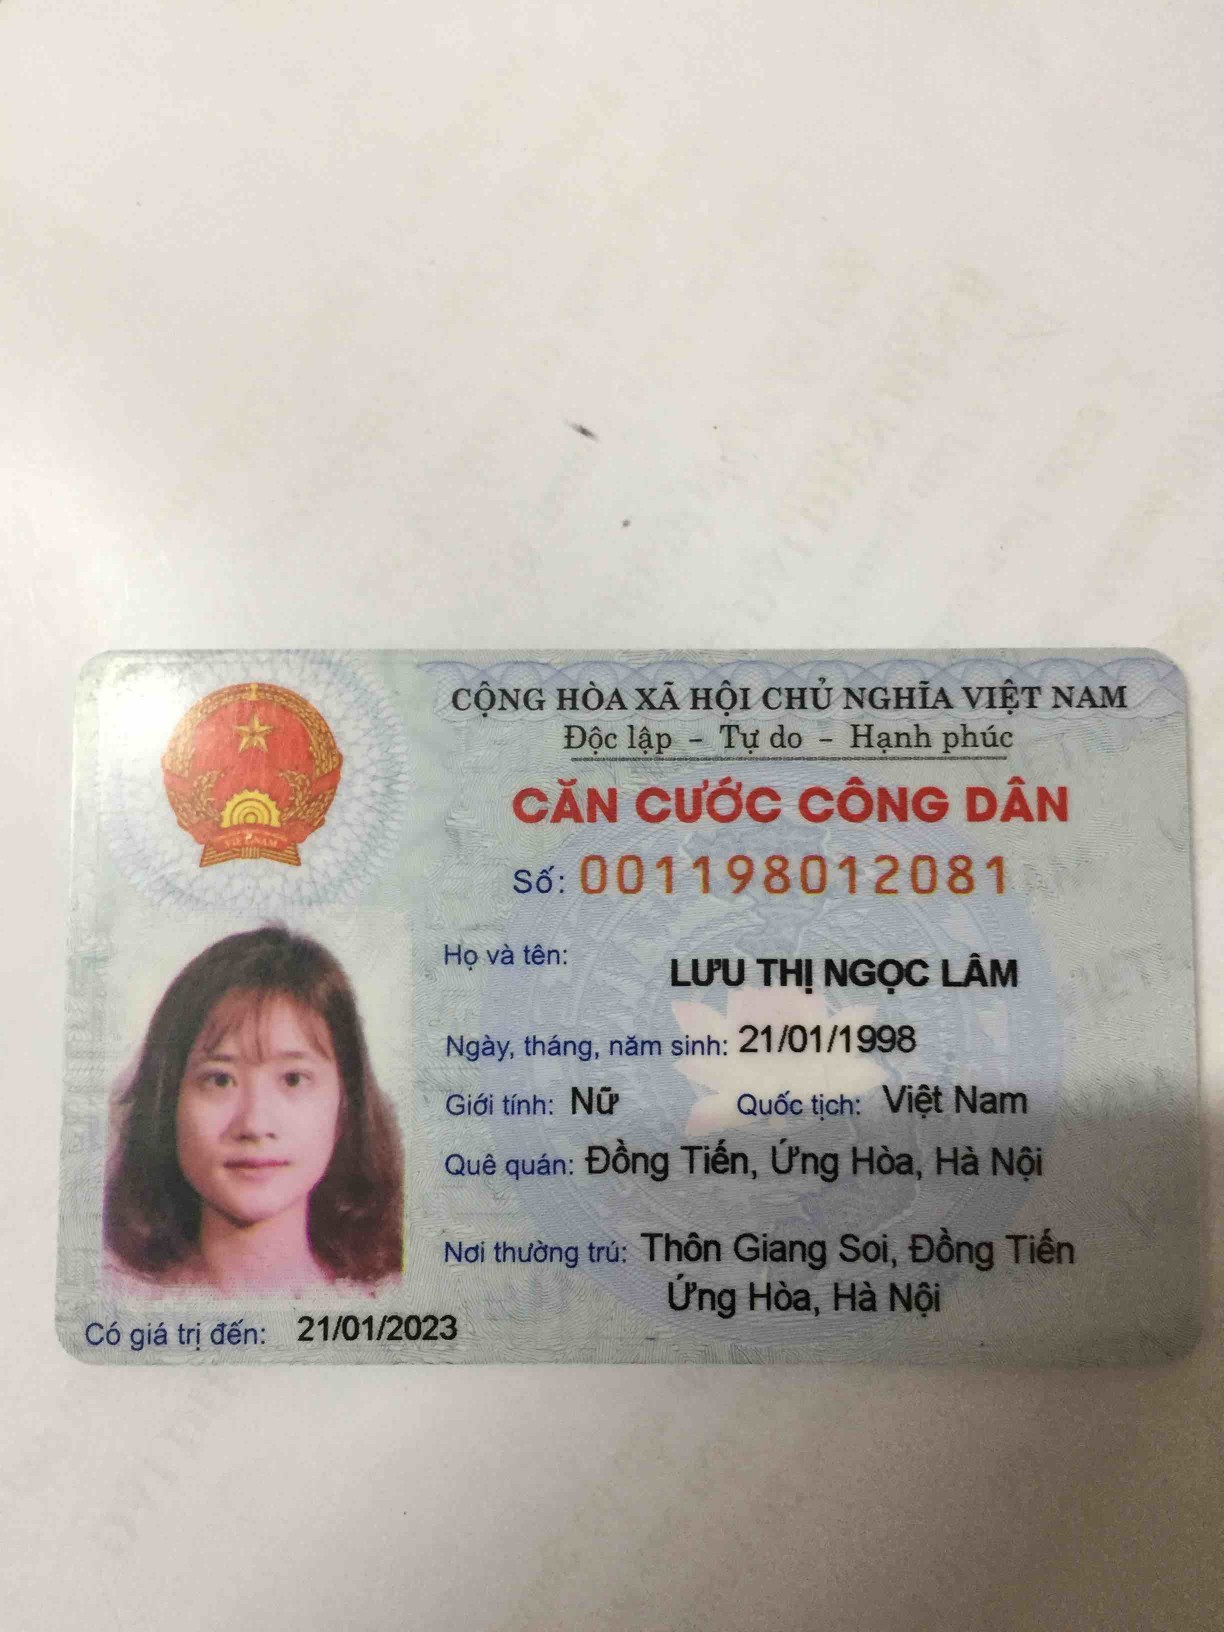 CỘNG HÒA XÃ HỘI CHỦ NGHĨA VIỆT NAM
Độc lập - Tự do - Hạnh phúc
CĂN CƯỚC CÔNG DÂN
Số: 001198012081
Họ và tên: LƯU THỊ NGỌC LÂM
Ngày, tháng, năm sinh: 21/01/1998
Giới tính: Nữ Quốc tịch: Việt Nam
Quê quán: Đồng Tiến, Ứng Hòa, Hà Nội
Nơi thường trú: Thôn Giang Soi, Đồng Tiến
Ứng Hòa, Hà Nội
Có giá trị đến: 21/01/2023
VIỆT NAM